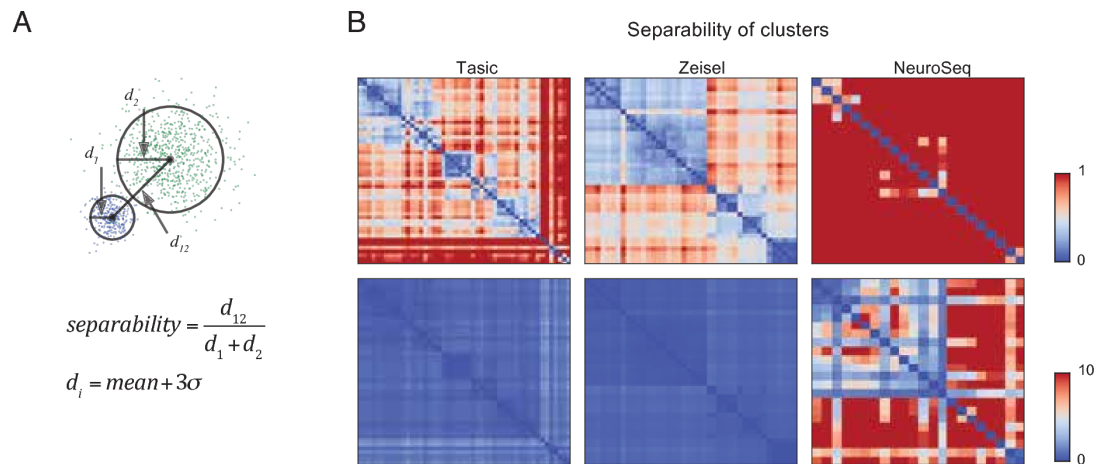 A
B
Separability of clusters
Tasic
Zeisel
NeuroSeq
d2
d1
d12
1
0
separability = d12 / d1 + d2
di = mean + 3σ
10
0